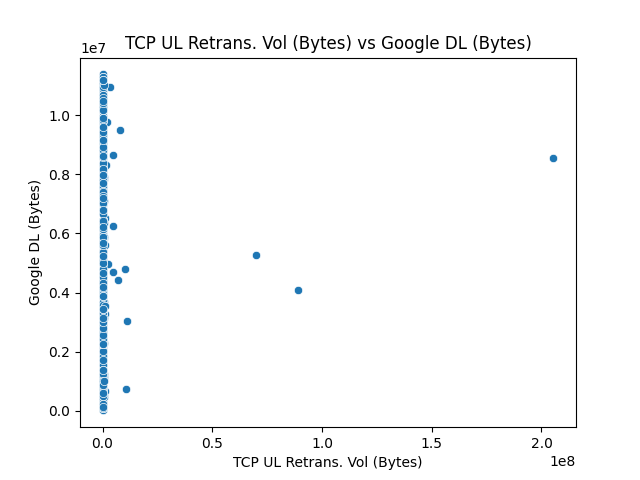 TCP UL Retrans. Vol (Bytes) vs Google DL (Bytes)
1e7
1.0
0.8
0.6
0.4
0.2
0.0
Google DL (Bytes)
0.0 0.5 1.0 1.5 2.0
1e8
TCP UL Retrans. Vol (Bytes)